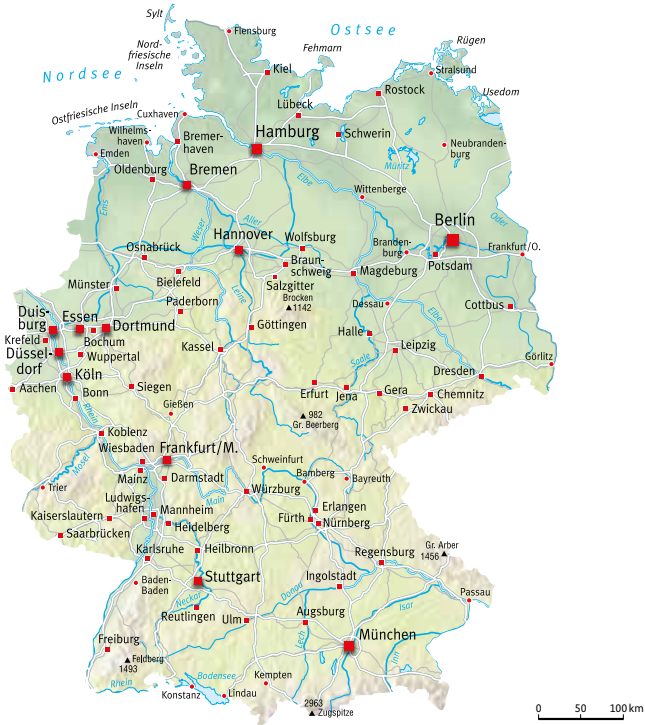 Sylt
Flensburg
Ostsee
Rügen
Nord-
friesische
Inseln
Fehmarn
Nordsee
Kiel
Stralsund
Rostock
Usedom
Ostfriesische Inseln
Cuxhaven
Lübeck
Wilhelms-
haven
Bremer-
haven
Hamburg
Schwerin
Neubranden-
burg
Emden
Müritz
Oldenburg
Bremen
Elbe
Wittenberge
Ems
Weser
Aller
Berlin
Oder
Hannover
Wolfsburg
Osnabrück
Branden-
burg
Frankfurt/O.
Braun-
schweig
Potsdam
Magdeburg
Bielefeld
Salzgitter
Münster
Leine
Brocken
1142
Paderborn
Dessau
Elbe
Cottbus
Duis-
burg
Essen
Dortmund
Göttingen
Halle
Krefeld
Bochum
Düssel-
dorf
Wuppertal
Kassel
Leipzig
Saale
Görlitz
Köln
Dresden
Aachen
Siegen
Erfurt
Jena
Gera
Chemnitz
Bonn
Gießen
Zwickau
Rhein
982
Gr. Beerberg
Koblenz
Wiesbaden
Frankfurt/M.
Mosel
Schweinfurt
Bamberg
Mainz
Darmstadt
Bayreuth
Trier
Würzburg
Main
Ludwigs-
hafen
Mannheim
Erlangen
Kaiserslautern
Heidelberg
Fürth
Nürnberg
Saarbrücken
Karlsruhe
Heilbronn
Gr. Arber
1456
Regensburg
Baden-
Baden
Stuttgart
Ingolstadt
Donau
Neckar
Passau
Isar
Reutlingen
Ulm
Augsburg
Freiburg
Lech
München
Feldberg
1493
Inn
Rhein
Bodensee
Kempten
Konstanz
Lindau
2963
Zugspitze
0 50 100 km